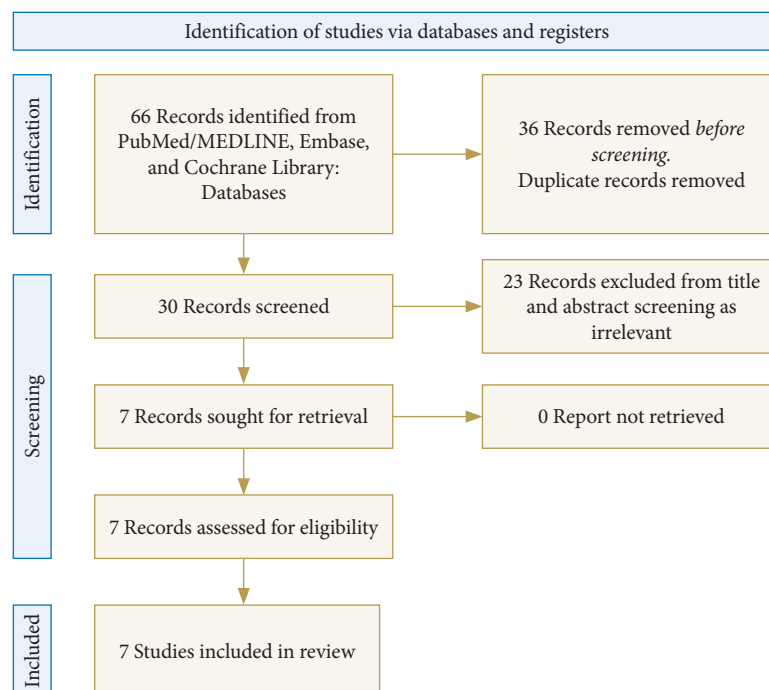 Identification of studies via databases and registers
Identification
66 Records identified from
PubMed/MEDLINE, Embase,
and Cochrane Library:
Databases
36 Records removed before
screening.
Duplicate records removed
Screening
30 Records screened
23 Records excluded from title
and abstract screening as
irrelevant
7 Records sought for retrieval
0 Report not retrieved
7 Records assessed for eligibility
Included
7 Studies included in review